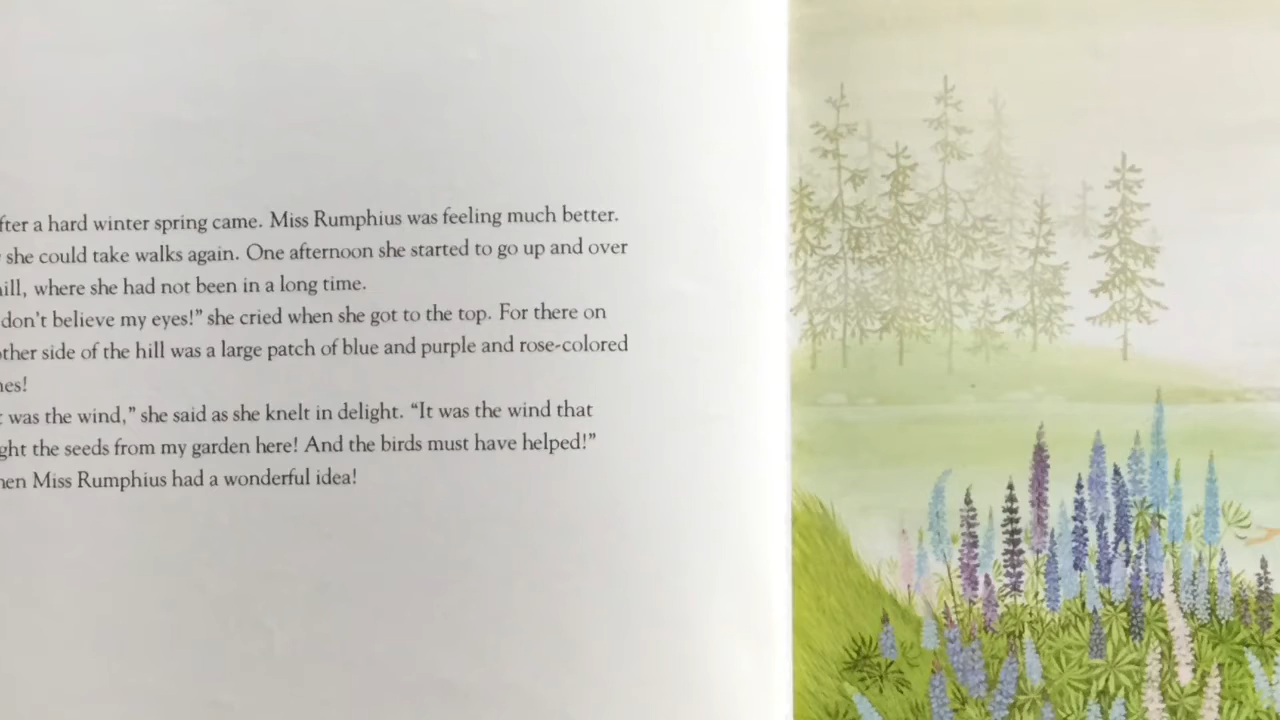 fter a hard winter spring came. Miss Rumphius was feeling much better.
she could take walks again. One afternoon she started to go up and over
ill, where she had not been in a long time.
don't believe my eyes!” she cried when she got to the top. For there on
other side of the hill was a large patch of blue and purple and rose-colored
nes!
t was the wind,” she said as she knelt in delight. “It was the wind that
ght the seeds from my garden here! And the birds must have helped!”
hen Miss Rumphius had a wonderful idea!